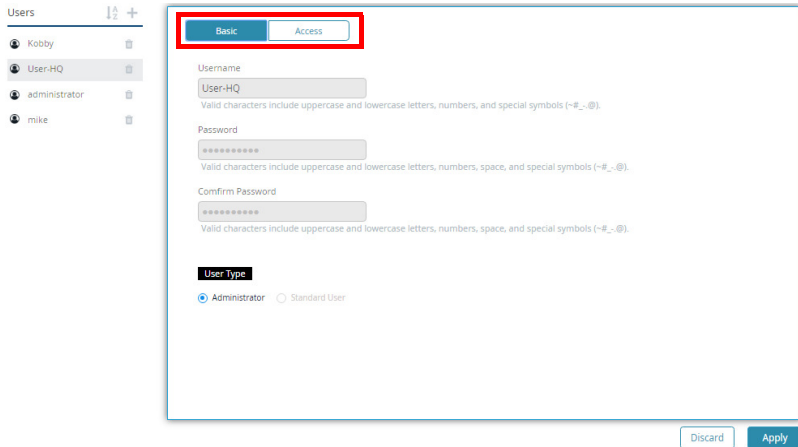 Users
Kobby
User-HQ
administrator
mike
Basic Access
Username
User-HQ
Valid characters include uppercase and lowercase letters, numbers, and special symbols (~#_-.@).
Password
Valid characters include uppercase and lowercase letters, numbers, space, and special symbols (~#_-.@).
Comfirm Password
Valid characters include uppercase and lowercase letters, numbers, space, and special symbols (~#_-.@).
User Type
Administrator Standard User
Discard Apply